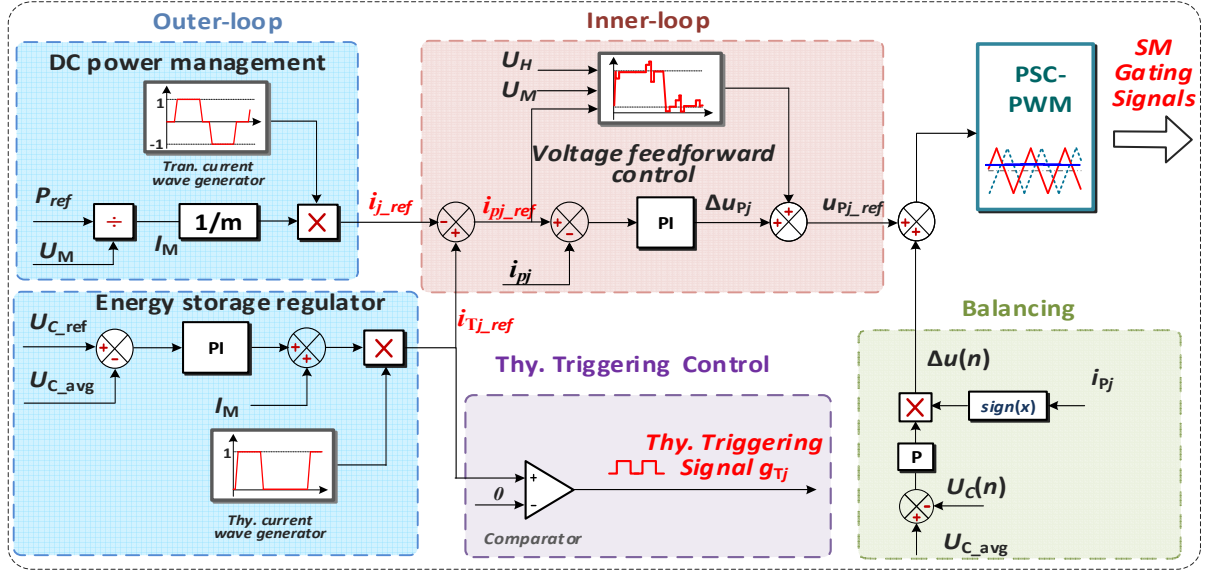 Outer-loop
Inner-loop
DC power management
1
-1
Tran. current
wave generator
P_ref
÷
U_M
I_M
1/m
×
i_j_ref
U_H
U_M
Voltage feedforward
control
- +
i_pj_ref
+ -
i_pj
PI
Δu_Pj
+ +
u_Pj_ref
+ +
PSC-
PWM
SM
Gating
Signals
Energy storage regulator
U_C_ref
+ -
U_C_avg
PI
+ +
I_M
×
i_Tj_ref
1
Thy. current
wave generator
Thy. Triggering Control
+
0
-
Comparator
Thy. Triggering
Signal g_Tj
Balancing
Δu(n)
i_Pj
×
sign(x)
P
- +
U_C(n)
U_C_avg